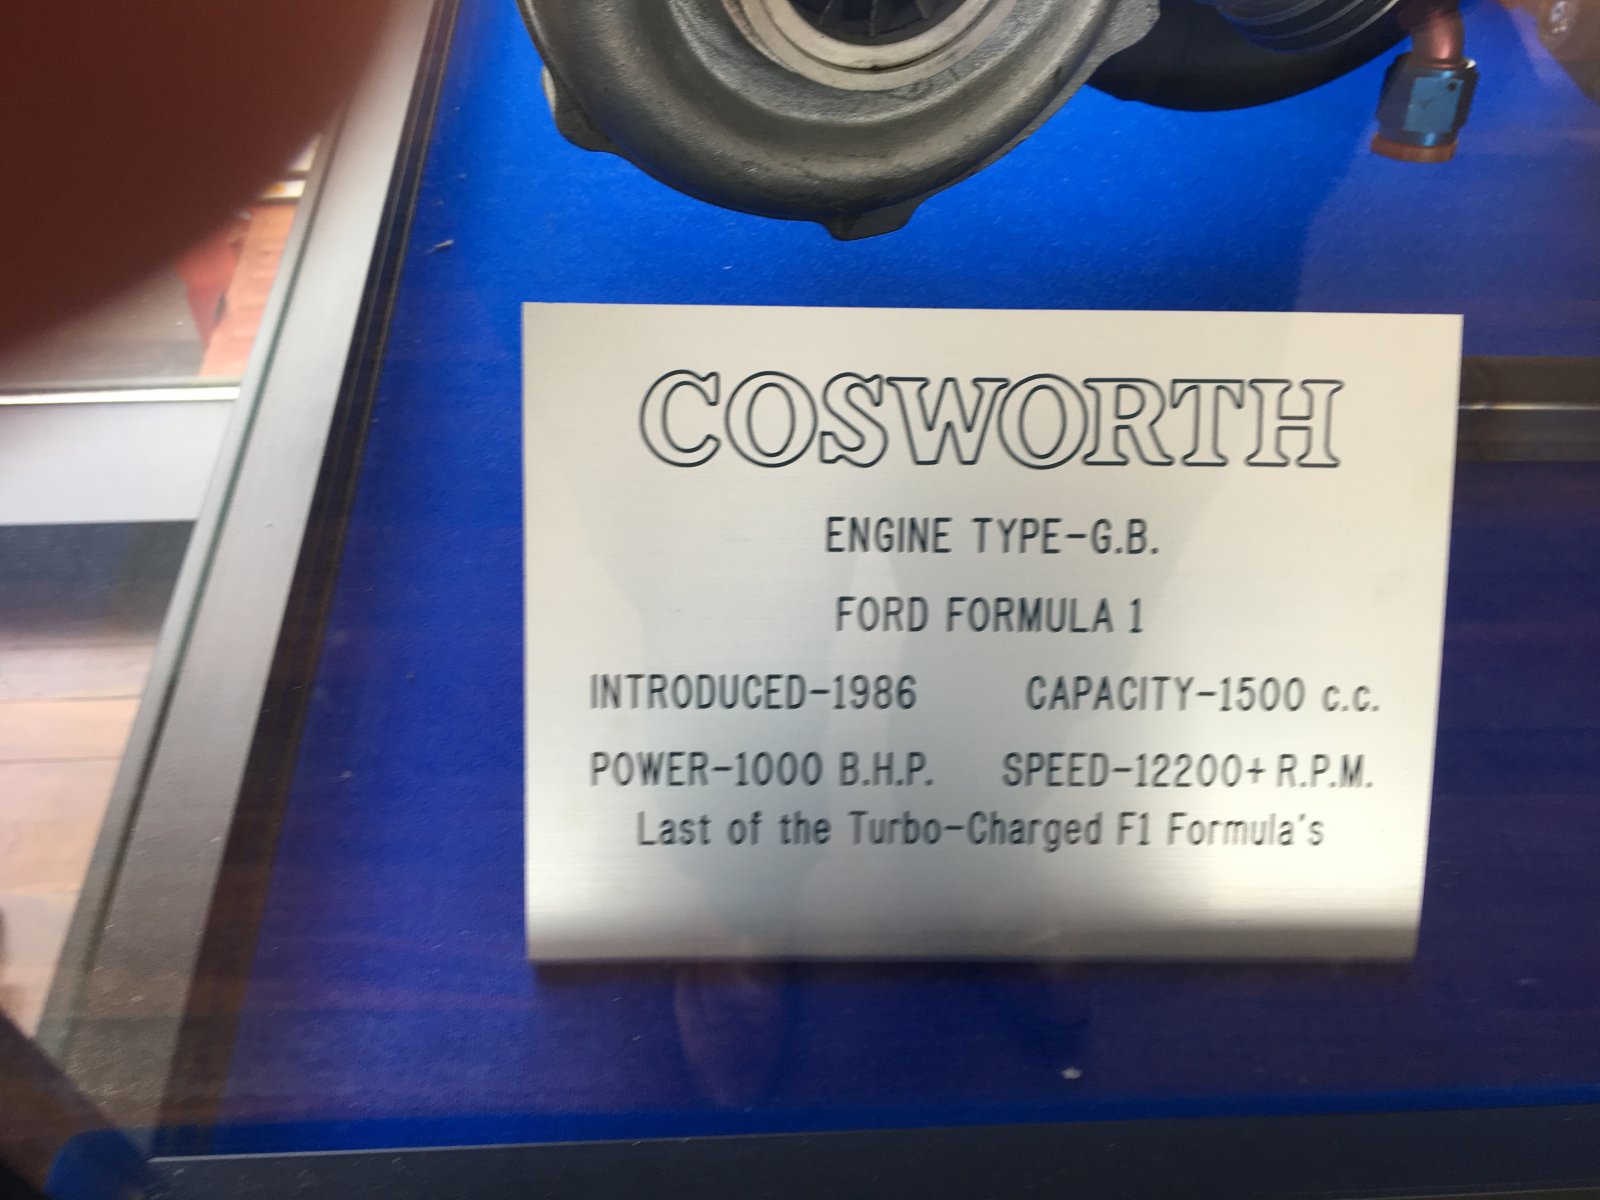 COSWORTH
ENGINE TYPE-G.B.
FORD FORMULA 1
INTRODUCED-1986 CAPACITY-1500 c.c.
POWER-1000 B.H.P. SPEED-12200+ R.P.M.
Last of the Turbo-Charged F1 Formula's